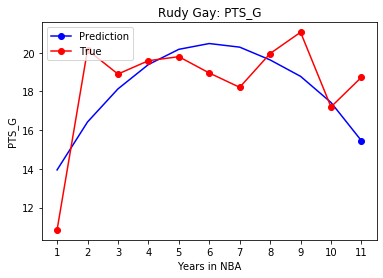 Rudy Gay: PTS_G
Prediction
True
20
18
16
14
12
PTS_G
1 2 3 4 5 6 7 8 9 10 11
Years in NBA